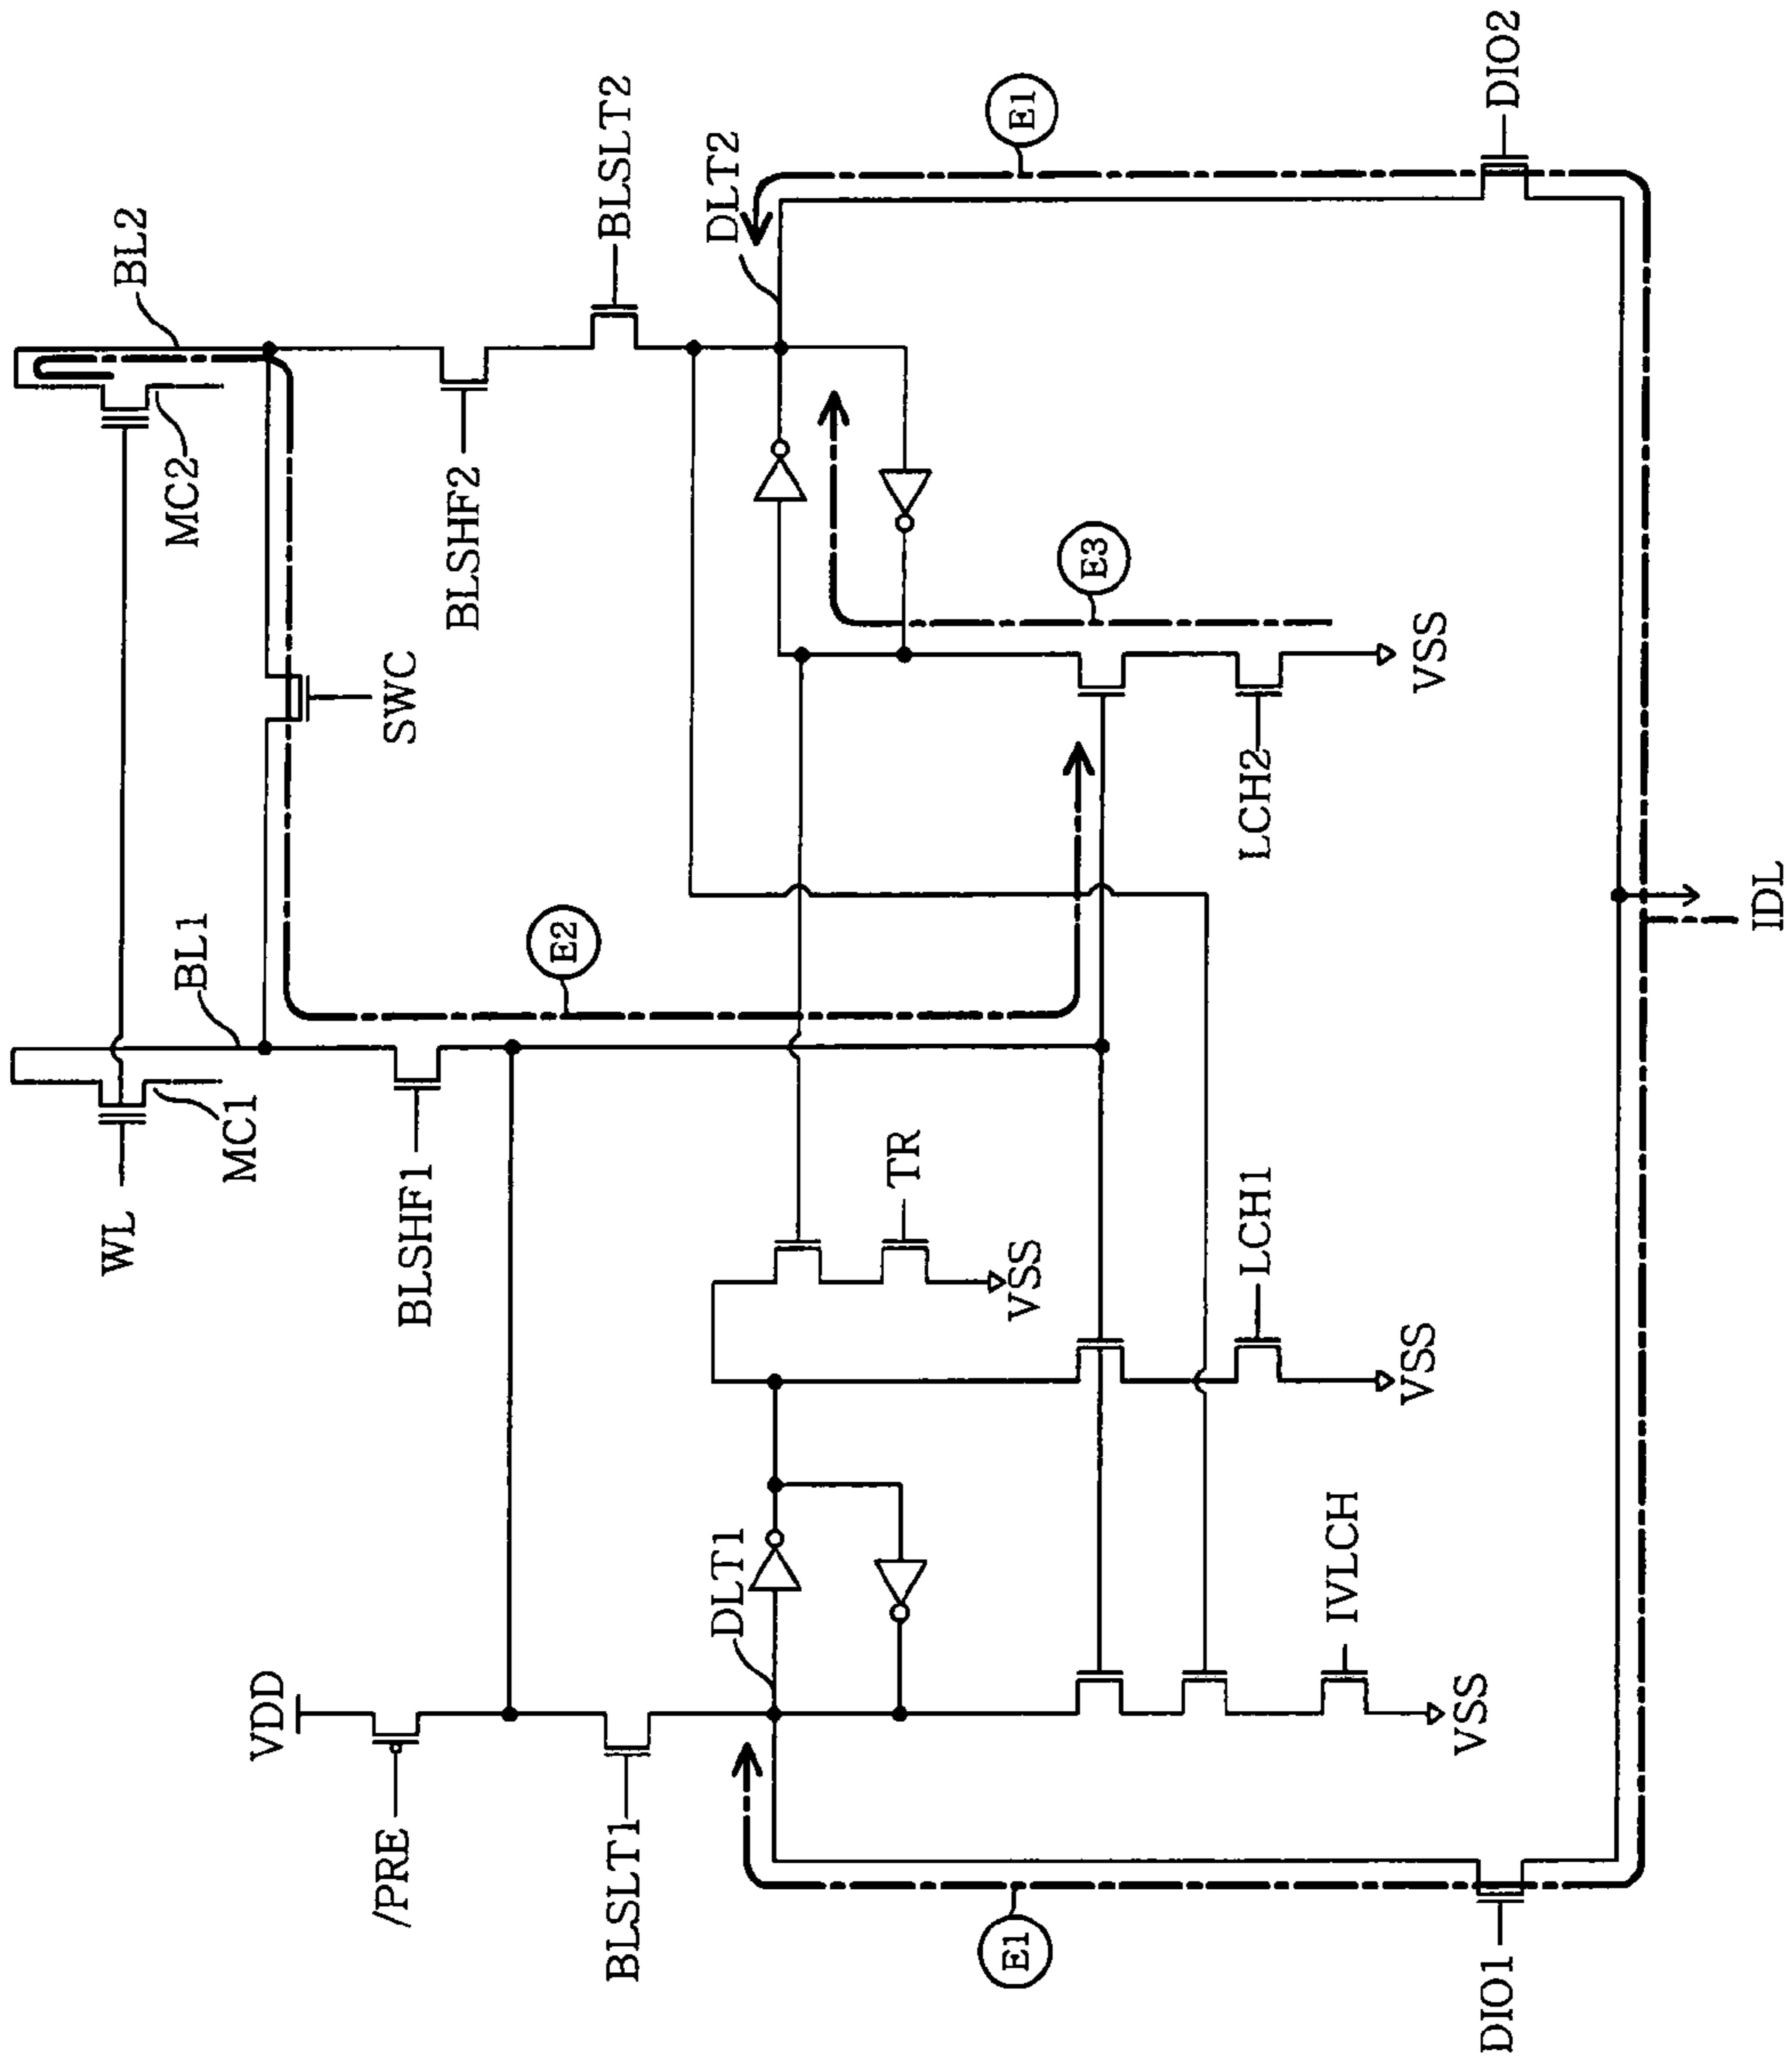 WL
MC1
BL1
MC2
BL2
SWC
VDD
/PRE
BLSHF1
E2
BLSHF2
BLSLT1
BLSLT2
DLT1
TR
VSS
DLT2
E1
IVLCH
VSS
LCH1
VSS
E3
LCH2
VSS
E1
DIO1
DIO2
IDL